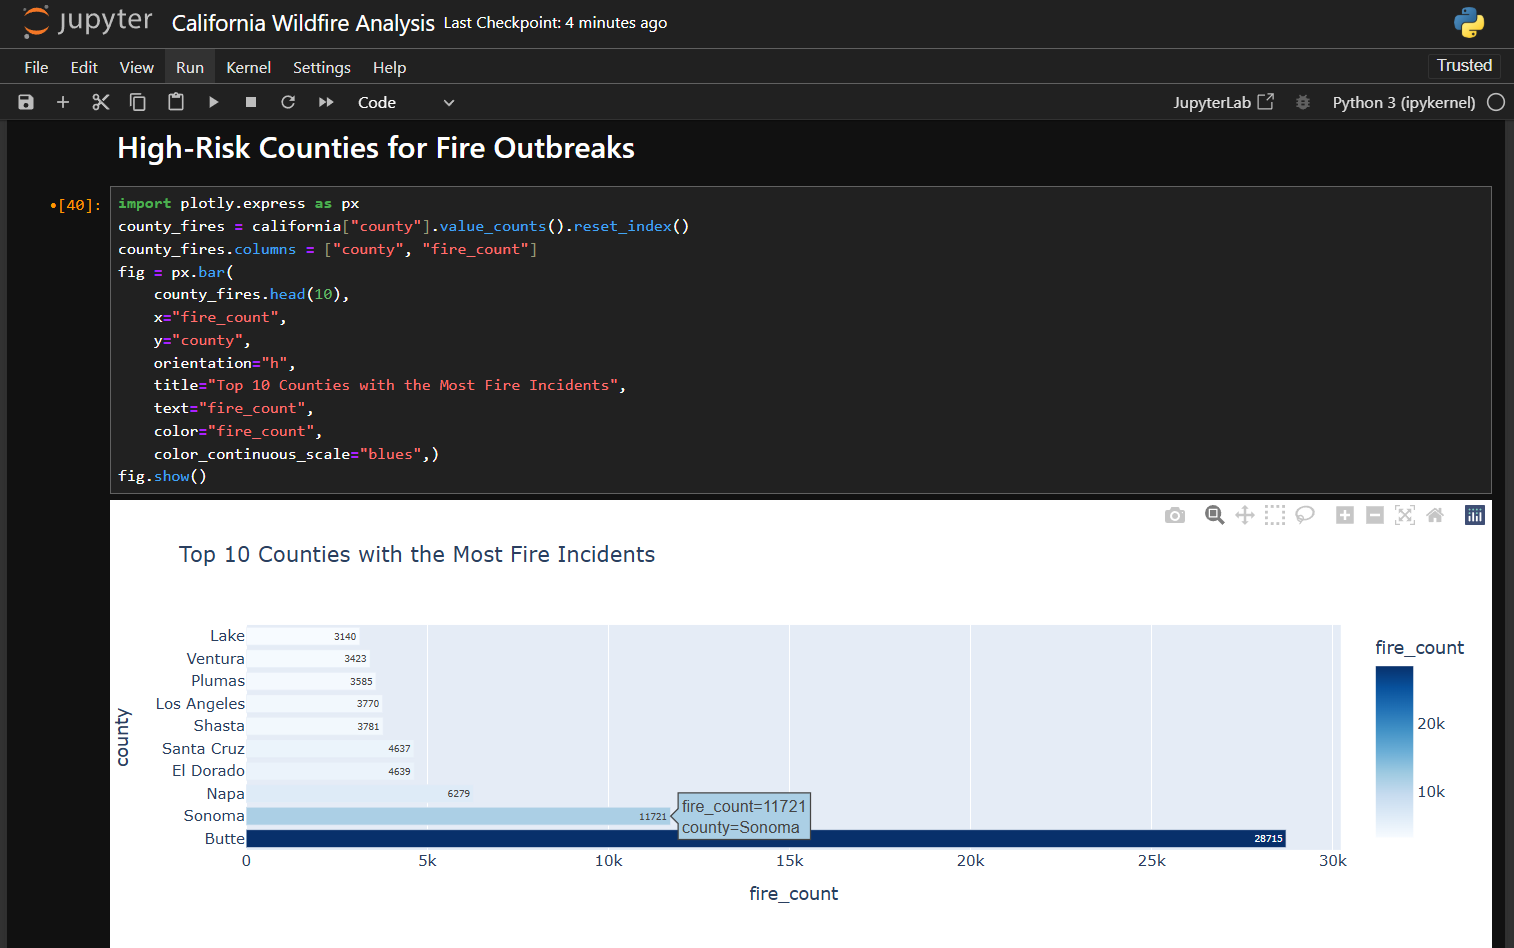 jupyter California Wildfire Analysis Last Checkpoint: 4 minutes ago
File Edit View Run Kernel Settings Help Trusted
Code JupyterLab Python 3 (ipykernel)
High-Risk Counties for Fire Outbreaks
•[40]: import plotly.express as px
county_fires = california["county"].value_counts().reset_index()
county_fires.columns = ["county", "fire_count"]
fig = px.bar(
    county_fires.head(10),
    x="fire_count",
    y="county",
    orientation="h",
    title="Top 10 Counties with the Most Fire Incidents",
    text="fire_count",
    color="fire_count",
    color_continuous_scale="blues",)
fig.show()
Top 10 Counties with the Most Fire Incidents
county
Lake 3140
Ventura 3423
Plumas 3585
Los Angeles 3770
Shasta 3781
Santa Cruz 4637
El Dorado 4639
Napa 6279
Sonoma 11721
Butte 28715
fire_count=11721
county=Sonoma
0 5k 10k 15k 20k 25k 30k
fire_count
fire_count
20k
10k